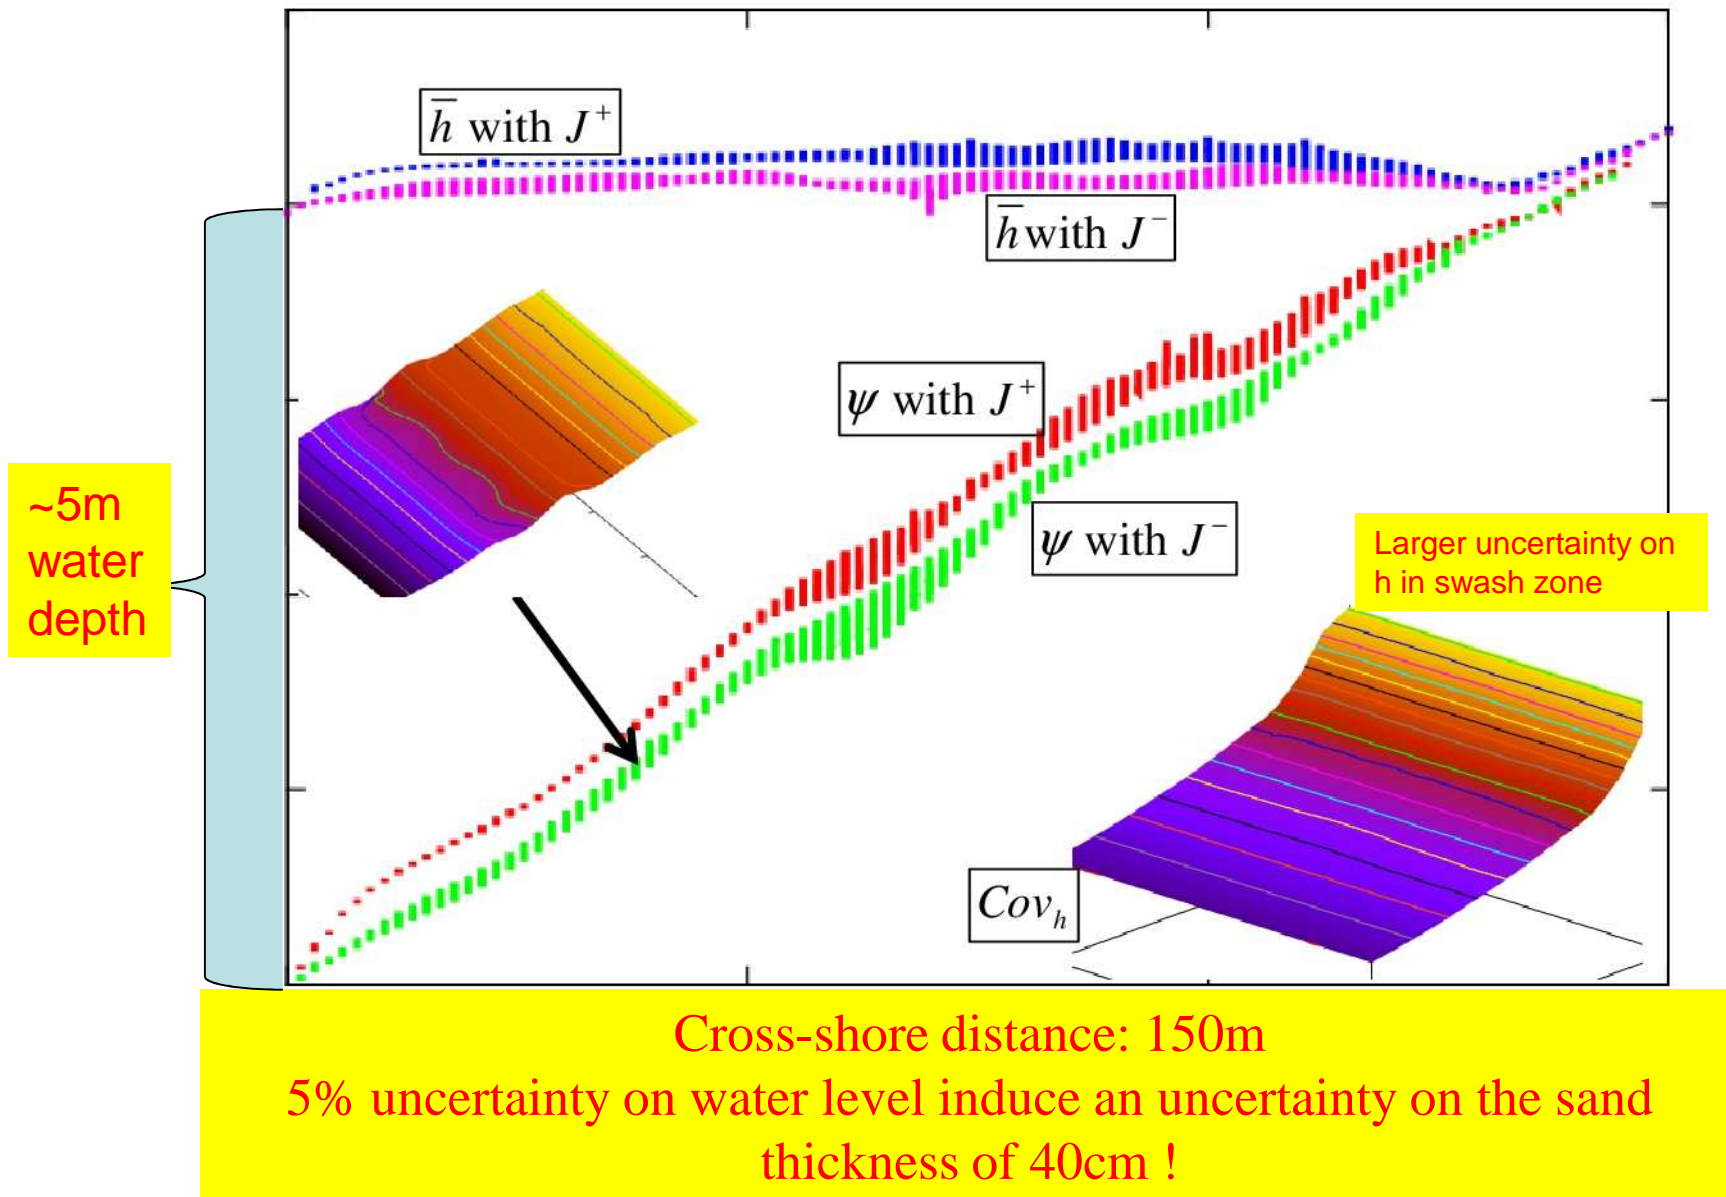 h̅ with J⁺
h̅ with J⁻
ψ with J⁺
ψ with J⁻
~5m
water
depth
Larger uncertainty on
h in swash zone
Covₕ
Cross-shore distance: 150m
5% uncertainty on water level induce an uncertainty on the sand
thickness of 40cm !